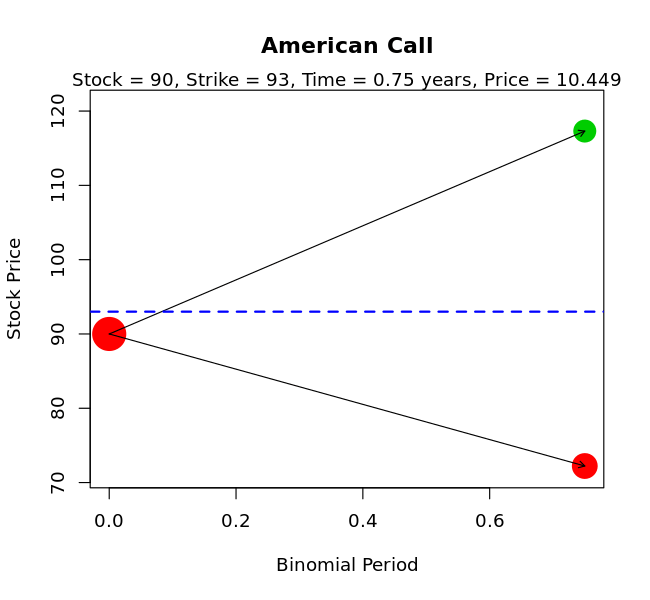 American Call
Stock = 90, Strike = 93, Time = 0.75 years, Price = 10.449
120
110
100
90
80
70
Stock Price
0.0 0.2 0.4 0.6
Binomial Period